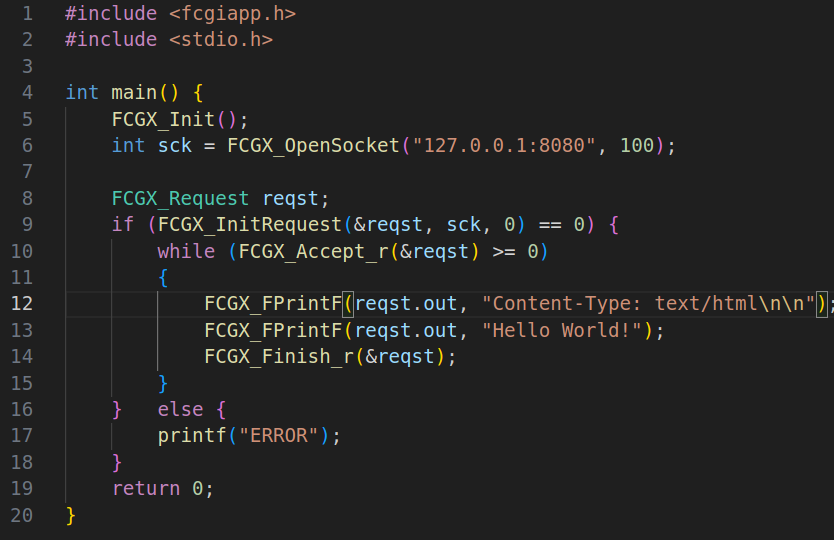 1 #include <fcgiapp.h>
2 #include <stdio.h>
3
4 int main() {
5     FCGX_Init();
6     int sck = FCGX_OpenSocket("127.0.0.1:8080", 100);
7
8     FCGX_Request reqst;
9     if (FCGX_InitRequest(&reqst, sck, 0) == 0) {
10         while (FCGX_Accept_r(&reqst) >= 0)
11         {
12             FCGX_FPrintF(reqst.out, "Content-Type: text/html\n\n");
13             FCGX_FPrintF(reqst.out, "Hello World!");
14             FCGX_Finish_r(&reqst);
15         }
16     }   else {
17         printf("ERROR");
18     }
19     return 0;
20 }